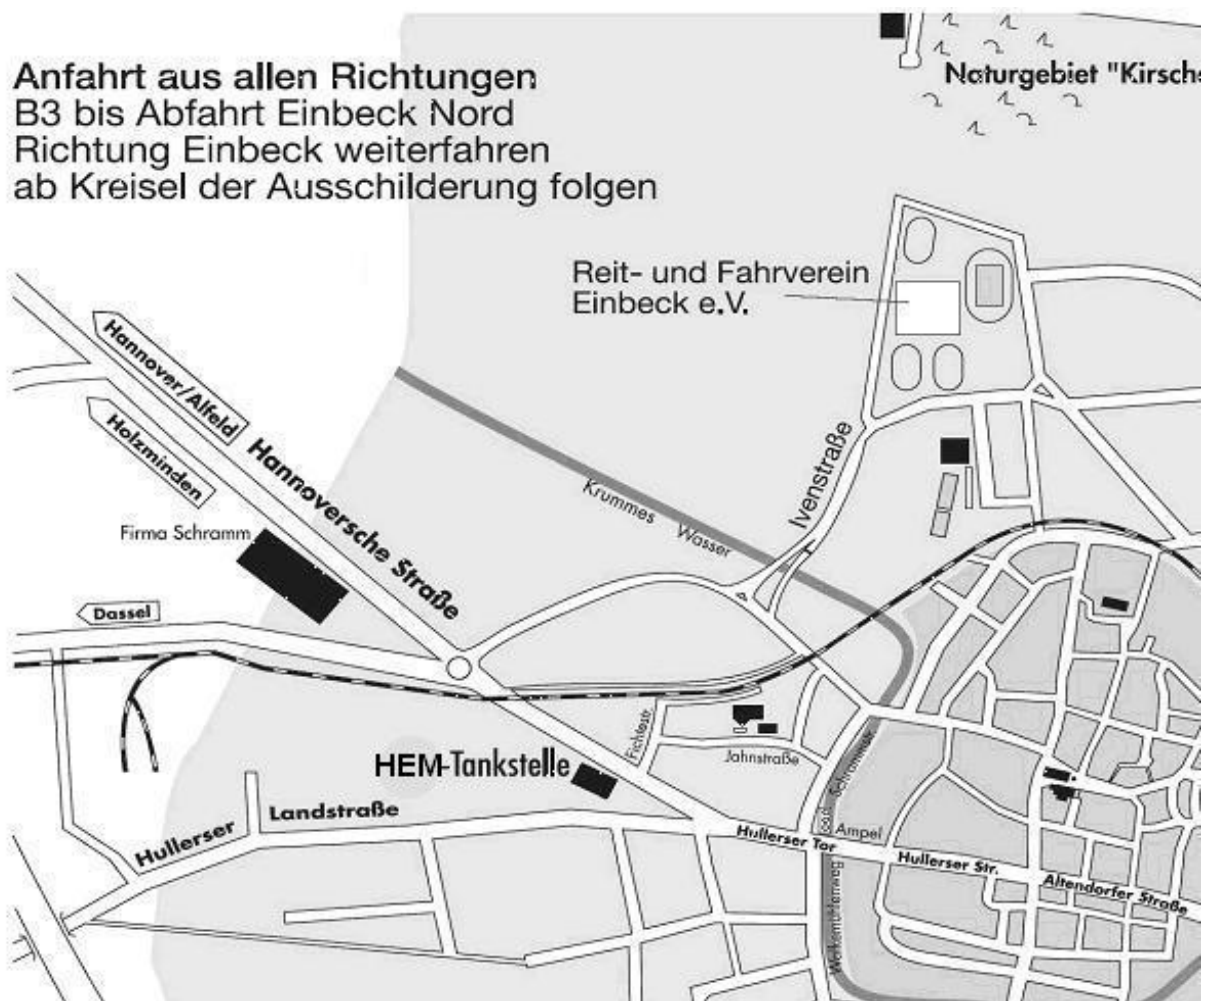 Anfahrt aus allen Richtungen
B3 bis Abfahrt Einbeck Nord
Richtung Einbeck weiterfahren
ab Kreisel der Ausschilderung folgen
Naturgebiet "Kirsch
Reit- und Fahrverein
Einbeck e.V.
Hannover/Alfeld
Holzminden
Hannoversche Straße
Ivenstraße
Krummes Wasser
Firma Schramm
Dassel
Fichtestr.
Jahnstraße
HEM-Tankstelle
Hullerser Landstraße
Hullerser Tor
Ampel
Hullerser Str.
Altendorfer Straße